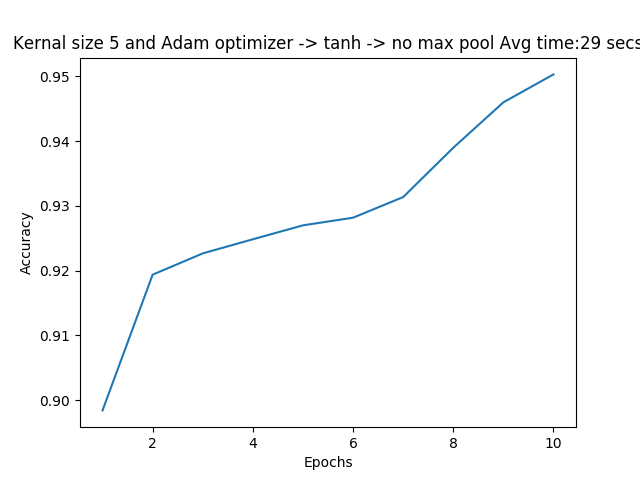 Kernal size 5 and Adam optimizer -> tanh -> no max pool Avg time:29 secs
0.95
0.94
0.93
0.92
0.91
0.90
Accuracy
2 4 6 8 10
Epochs